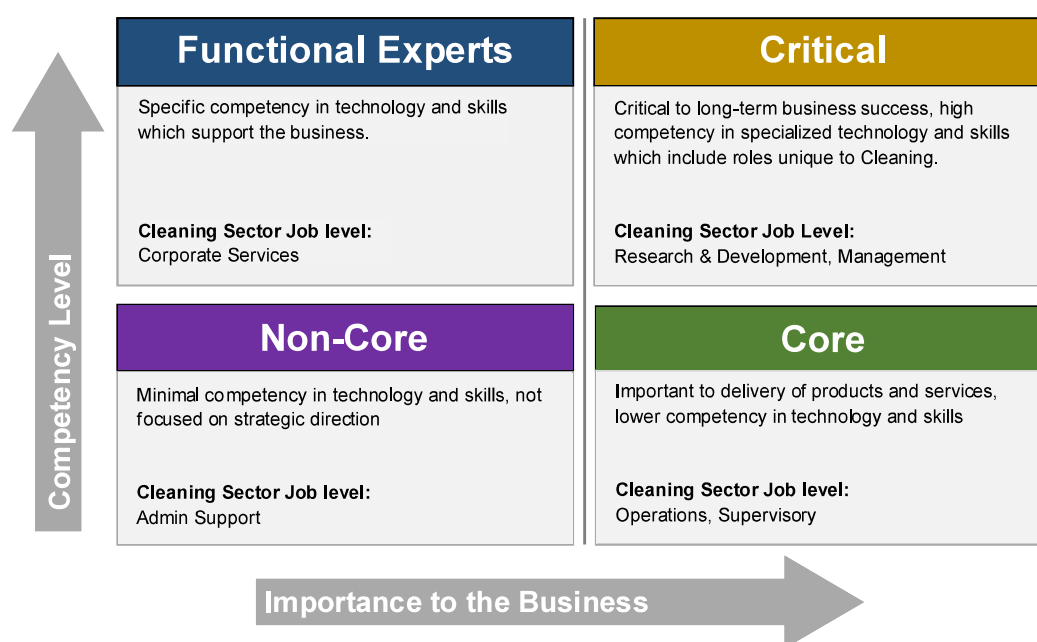 Functional Experts
Specific competency in technology and skills
which support the business.
Cleaning Sector Job level:
Corporate Services
Critical
Critical to long-term business success, high
competency in specialized technology and skills
which include roles unique to Cleaning.
Cleaning Sector Job Level:
Research & Development, Management
Non-Core
Minimal competency in technology and skills, not
focused on strategic direction
Cleaning Sector Job level:
Admin Support
Core
Important to delivery of products and services,
lower competency in technology and skills
Cleaning Sector Job level:
Operations, Supervisory
Competency Level
Importance to the Business